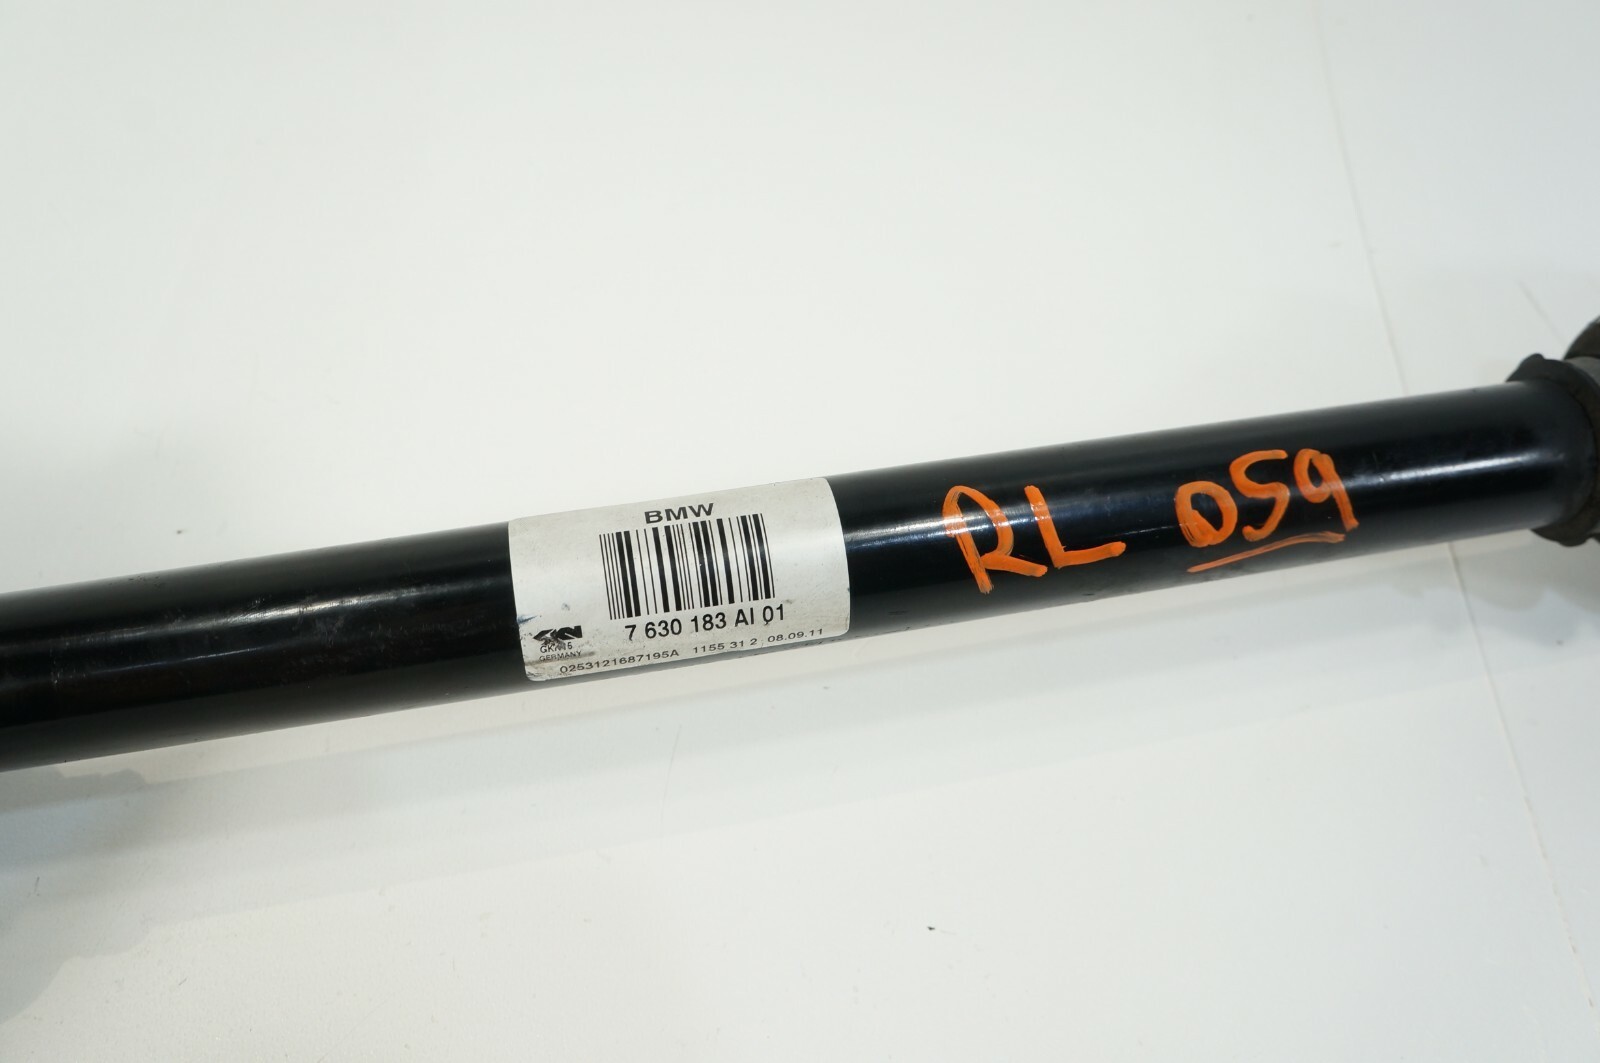 BMW
7 630 183 AI 01
GKN
GERMANY
0253121687195A 1155 31 2 08.09.11
RL 059